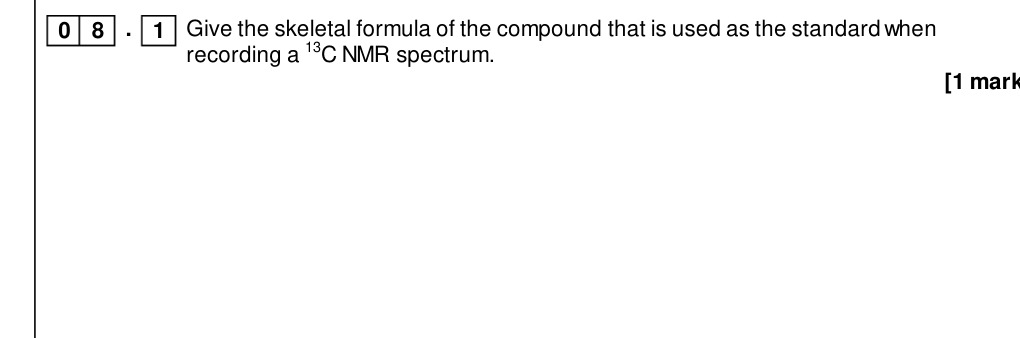 0 8 . 1 Give the skeletal formula of the compound that is used as the standard when
recording a ¹³C NMR spectrum.
[1 mark